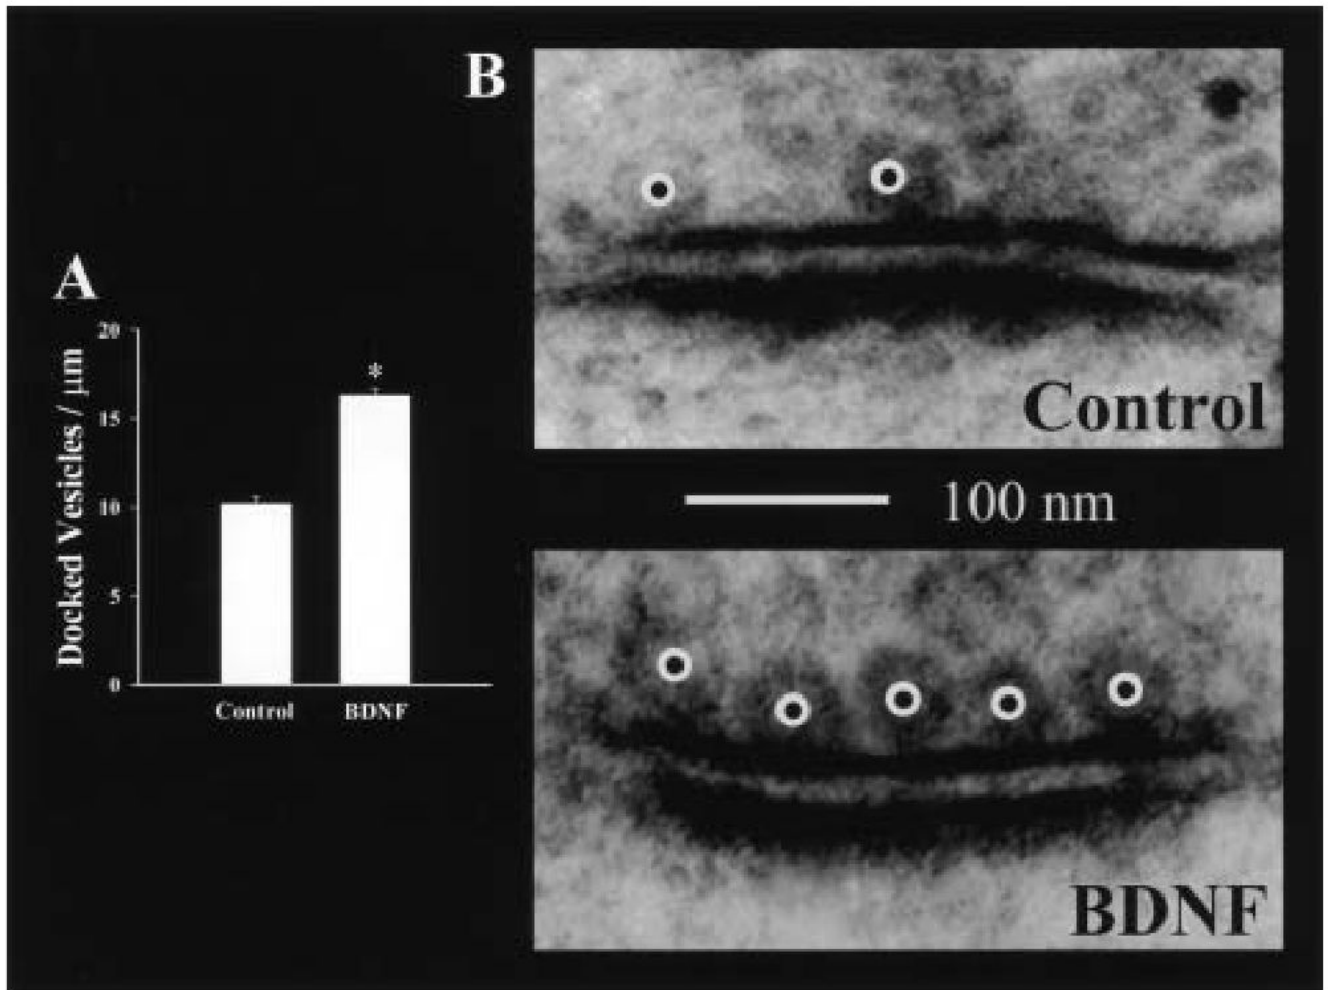 A
Docked Vesicles / μm
20
15
10
5
0
*
Control
BDNF
B
Control
100 nm
BDNF